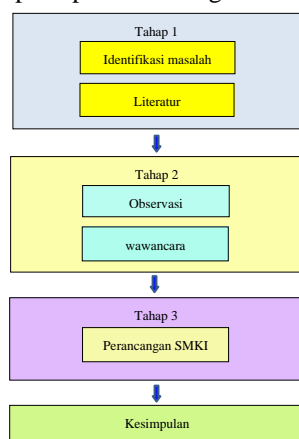 Tahap 1
Identifikasi masalah
Literatur
Tahap 2
Observasi
wawancara
Tahap 3
Perancangan SMKI
Kesimpulan